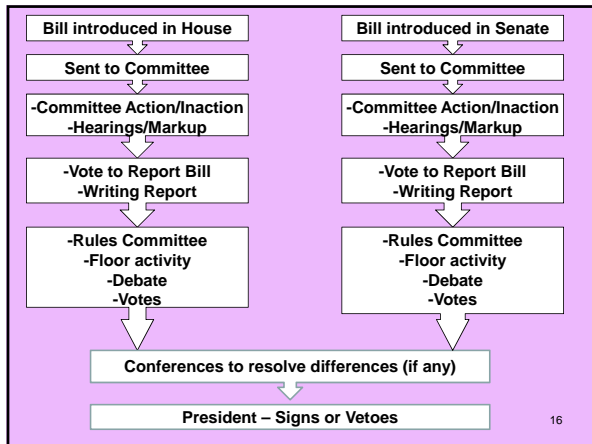 Bill introduced in House
Sent to Committee
-Committee Action/Inaction
-Hearings/Markup
-Vote to Report Bill
-Writing Report
-Rules Committee
-Floor activity
-Debate
-Votes
Bill introduced in Senate
Sent to Committee
-Committee Action/Inaction
-Hearings/Markup
-Vote to Report Bill
-Writing Report
-Rules Committee
-Floor activity
-Debate
-Votes
Conferences to resolve differences (if any)
President – Signs or Vetoes
16